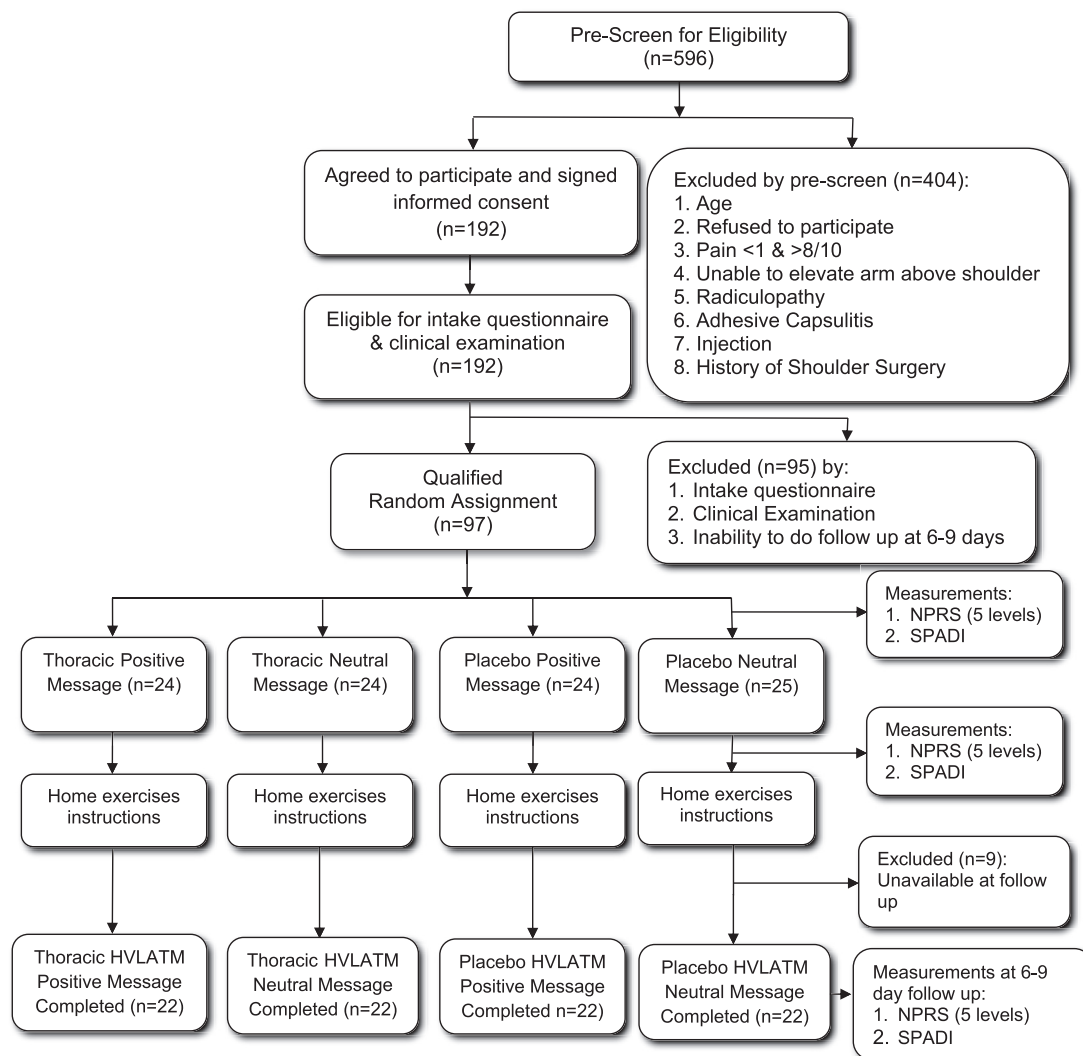 Pre-Screen for Eligibility
(n=596)
Agreed to participate and signed
informed consent
(n=192)
Excluded by pre-screen (n=404):
1. Age
2. Refused to participate
3. Pain <1 & >8/10
4. Unable to elevate arm above shoulder
5. Radiculopathy
6. Adhesive Capsulitis
7. Injection
8. History of Shoulder Surgery
Eligible for intake questionnaire
& clinical examination
(n=192)
Qualified
Random Assignment
(n=97)
Excluded (n=95) by:
1. Intake questionnaire
2. Clinical Examination
3. Inability to do follow up at 6-9 days
Measurements:
1. NPRS (5 levels)
2. SPADI
Thoracic Positive
Message (n=24)
Thoracic Neutral
Message (n=24)
Placebo Positive
Message (n=24)
Placebo Neutral
Message (n=25)
Measurements:
1. NPRS (5 levels)
2. SPADI
Home exercises
instructions
Home exercises
instructions
Home exercises
instructions
Home exercises
instructions
Excluded (n=9):
Unavailable at follow
up
Thoracic HVLATM
Positive Message
Completed (n=22)
Thoracic HVLATM
Neutral Message
Completed (n=22)
Placebo HVLATM
Positive Message
Completed n=22)
Placebo HVLATM
Neutral Message
Completed (n=22)
Measurements at 6-9
day follow up:
1. NPRS (5 levels)
2. SPADI